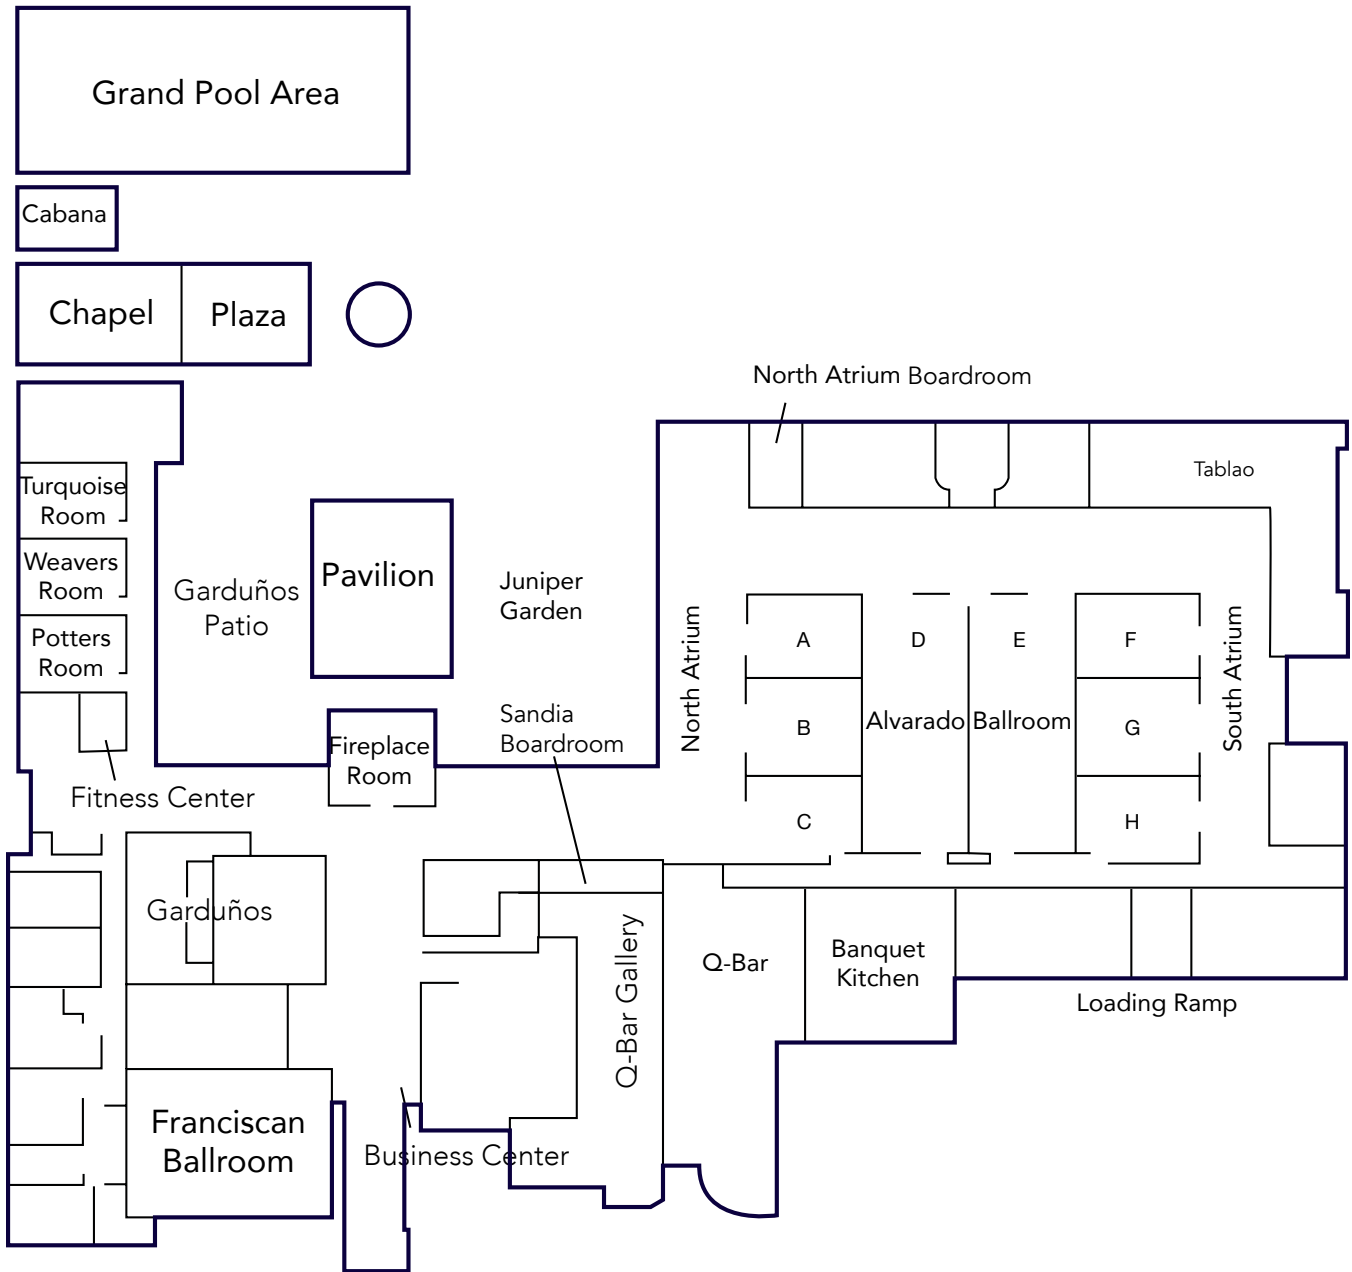 Grand Pool Area
Cabana
Chapel
Plaza
North Atrium Boardroom
Tablao
Turquoise
Room
Weavers
Room
Potters
Room
Garduños
Patio
Pavilion
Juniper
Garden
Sandia
Boardroom
Fireplace
Room
Fitness Center
North Atrium
A
B
C
D
E
Alvarado Ballroom
F
G
H
South Atrium
Garduños
Q-Bar Gallery
Q-Bar
Banquet
Kitchen
Loading Ramp
Franciscan
Ballroom
Business Center